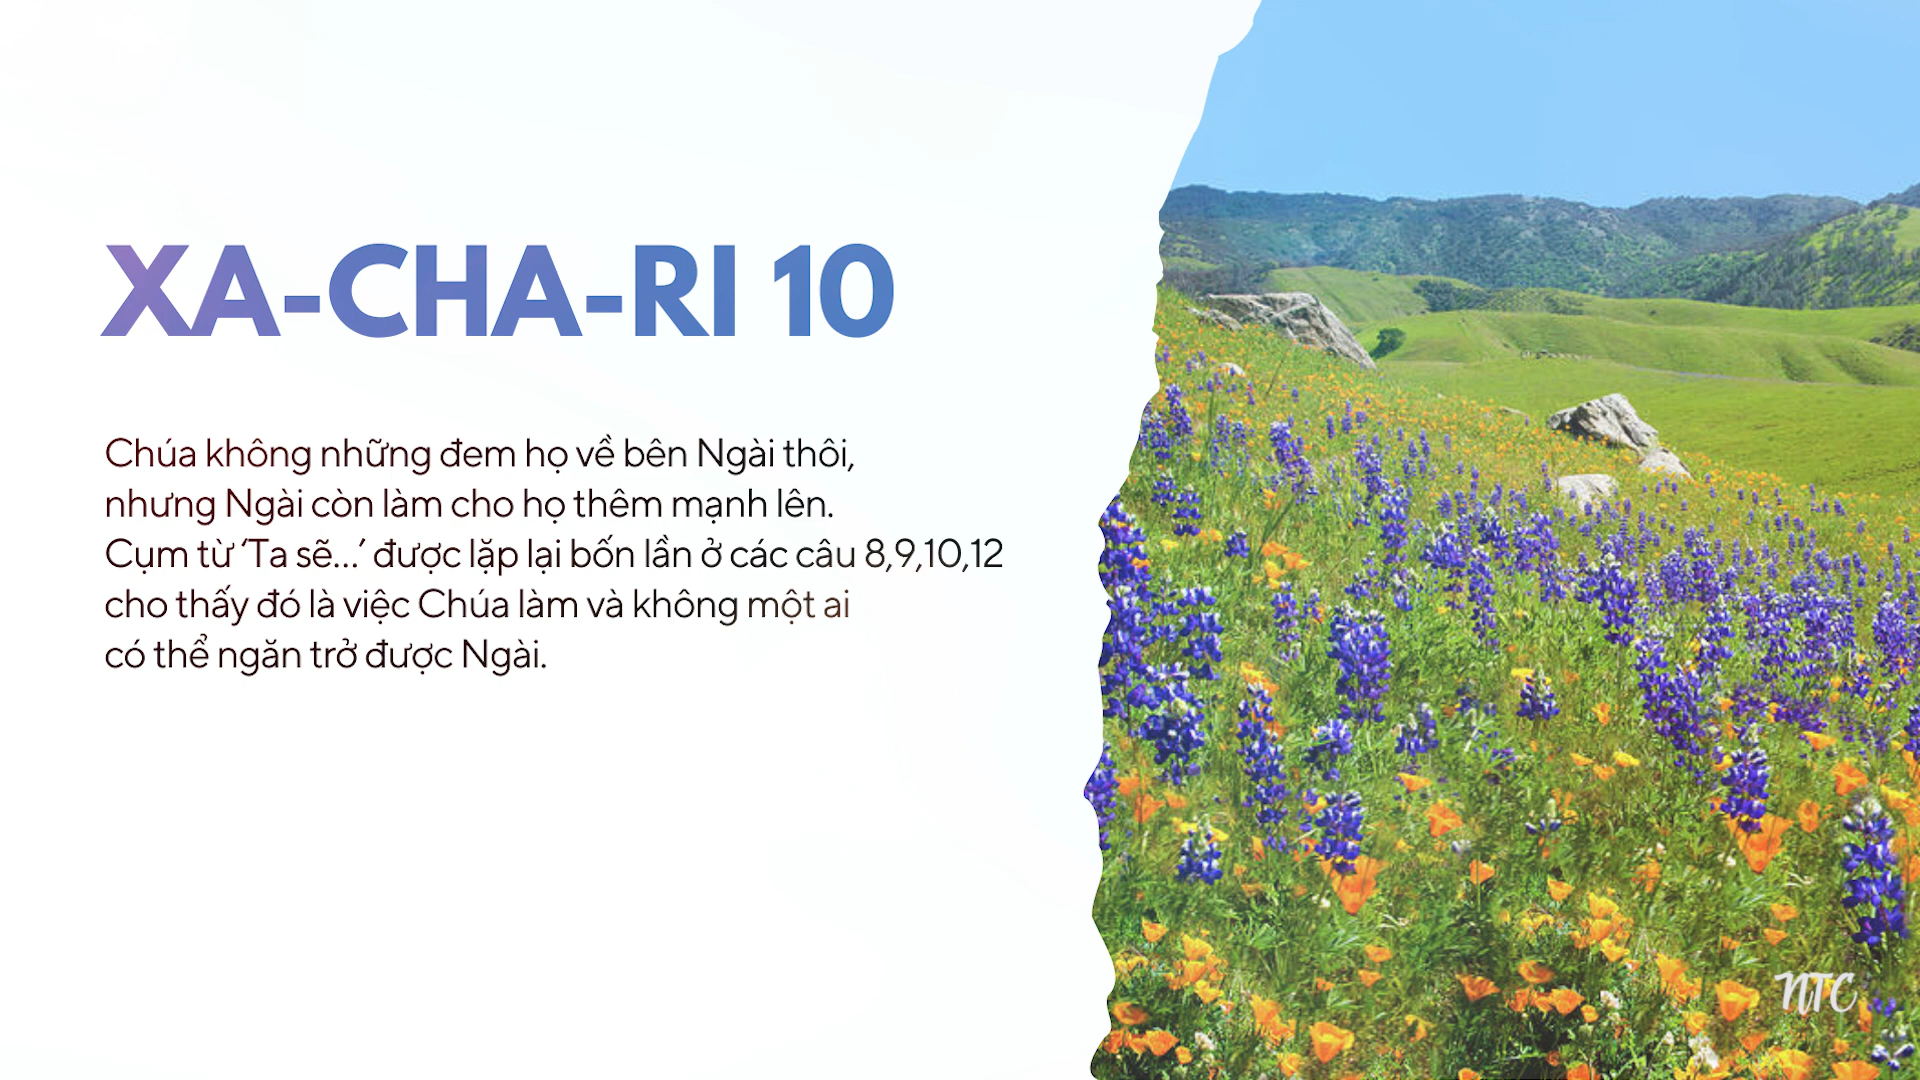 XA-CHA-RI 10
Chúa không những đem họ về bên Ngài thôi,
nhưng Ngài còn làm cho họ thêm mạnh lên.
Cụm từ ‘Ta sẽ...’ được lặp lại bốn lần ở các câu 8,9,10,12
cho thấy đó là việc Chúa làm và không một ai
có thể ngăn trở được Ngài.
NTC